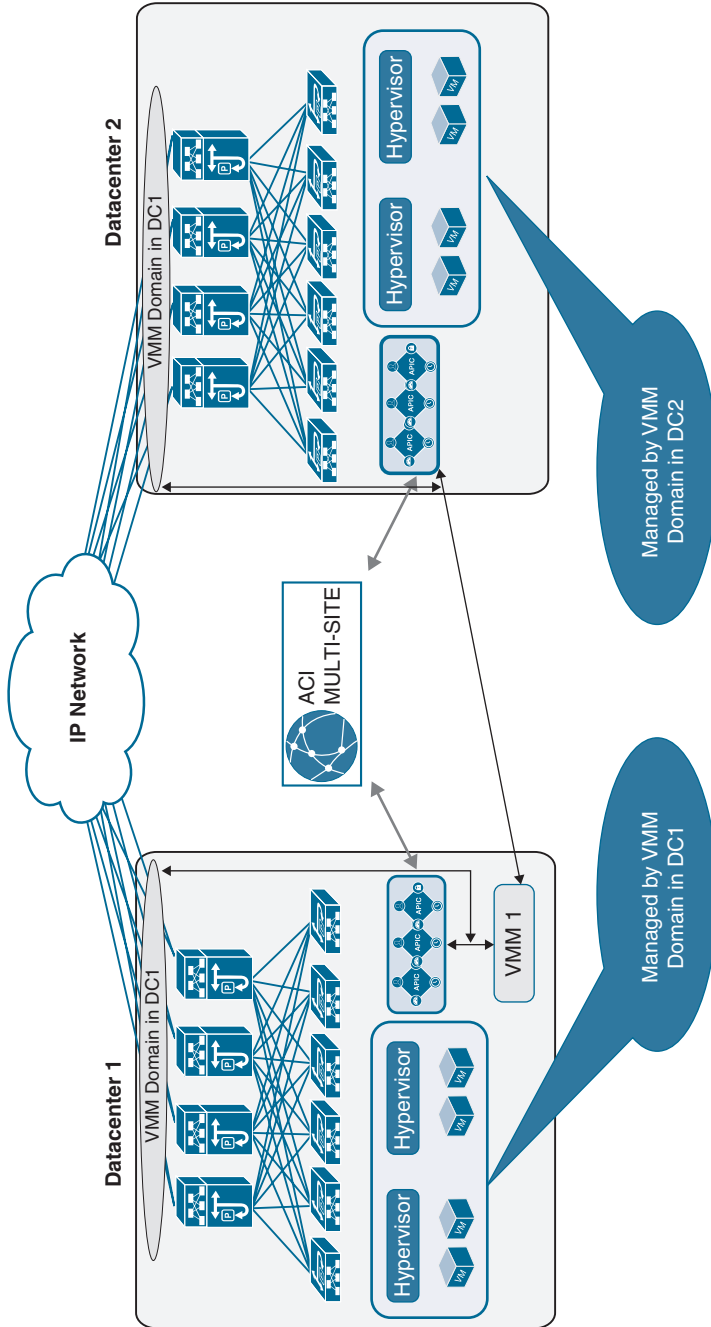 IP Network
Datacenter 1
VMM Domain in DC1
P
P
P
P
Hypervisor
Hypervisor
VM
VM
VM
VM
APIC
APIC
APIC
VMM 1
Managed by VMM
Domain in DC1
ACI
MULTI-SITE
Datacenter 2
VMM Domain in DC1
P
P
P
P
APIC
APIC
APIC
Hypervisor
Hypervisor
VM
VM
VM
VM
Managed by VMM
Domain in DC2